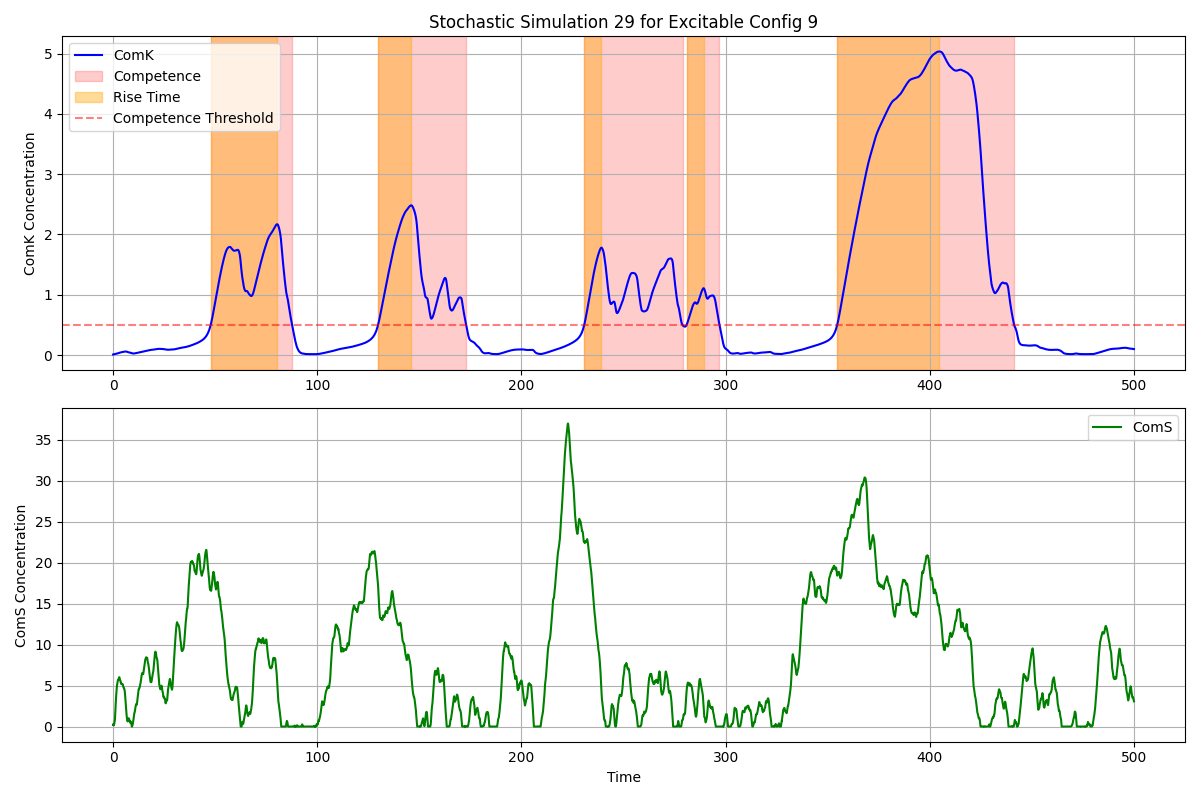 Stochastic Simulation 29 for Excitable Config 9
ComK
Competence
Rise Time
Competence Threshold
ComK Concentration
5
4
3
2
1
0
0 100 200 300 400 500
ComS
ComS Concentration
35
30
25
20
15
10
5
0
0 100 200 300 400 500
Time